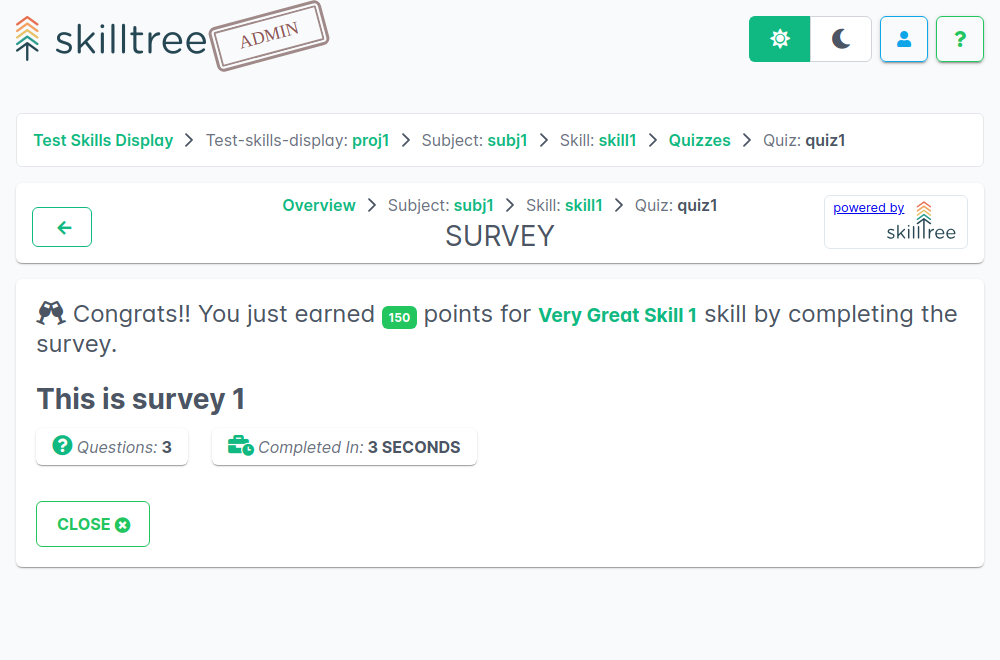 skilltree ADMIN
?
Test Skills Display > Test-skills-display: proj1 > Subject: subj1 > Skill: skill1 > Quizzes > Quiz: quiz1
Overview > Subject: subj1 > Skill: skill1 > Quiz: quiz1
SURVEY
powered by
skilltree
Congrats!! You just earned 150 points for Very Great Skill 1 skill by completing the
survey.
This is survey 1
Questions: 3
Completed In: 3 SECONDS
CLOSE